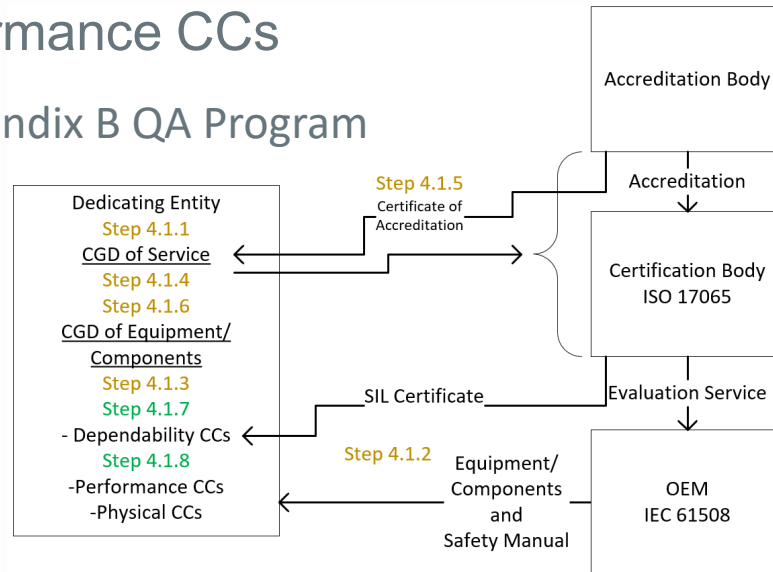 rmance CCs
ndix B QA Program
Dedicating Entity
Step 4.1.1
CGD of Service
Step 4.1.4
Step 4.1.6
CGD of Equipment/
Components
Step 4.1.3
Step 4.1.7
- Dependability CCs
Step 4.1.8
-Performance CCs
-Physical CCs
Step 4.1.5
Certificate of
Accreditation
SIL Certificate
Step 4.1.2
Equipment/
Components
and
Safety Manual
Accreditation Body
Accreditation
Certification Body
ISO 17065
Evaluation Service
OEM
IEC 61508